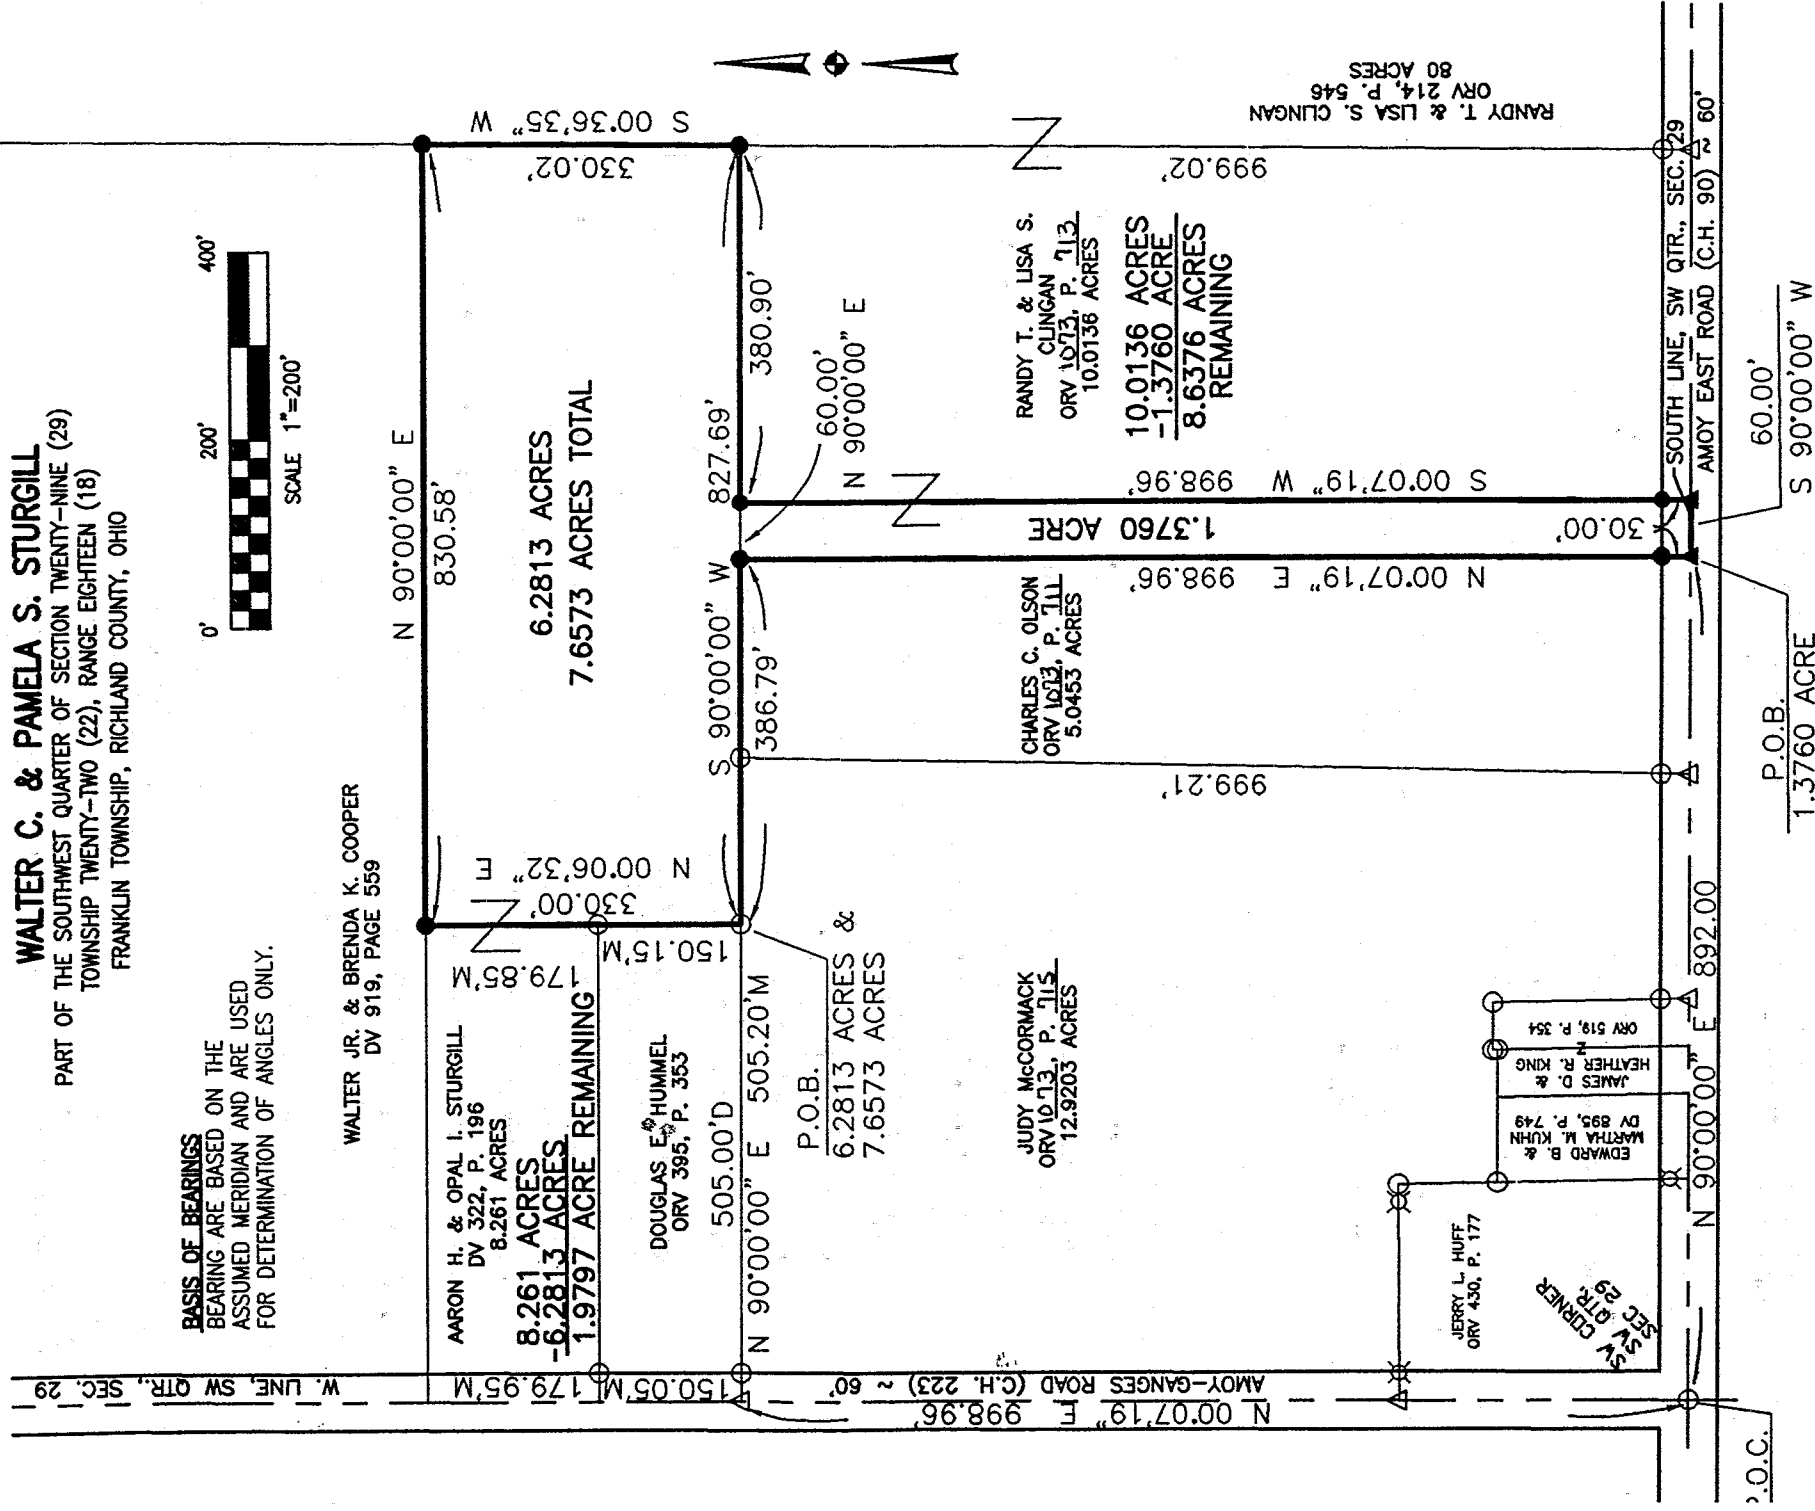 WALTER C. & PAMELA S. STURGILL
PART OF THE SOUTHWEST QUARTER OF SECTION TWENTY-NINE (29)
TOWNSHIP TWENTY-TWO (22), RANGE EIGHTEEN (18)
FRANKLIN TOWNSHIP, RICHLAND COUNTY, OHIO
BASIS OF BEARINGS
BEARING ARE BASED ON THE
ASSUMED MERIDIAN AND ARE USED
FOR DETERMINATION OF ANGLES ONLY.
0'
200'
400'
SCALE 1"=200'
WALTER JR. & BRENDA K. COOPER
DV 919, PAGE 559
N 90°00'00" E
830.58'
S 00°36'35" W
330.02'
6.2813 ACRES
7.6573 ACRES TOTAL
N 00°06'32" E
330.00'
179.85'M
150.15'M
AARON H. & OPAL I. STURGILL
DV 322, P. 196
8.261 ACRES
8.261 ACRES
-6.2813 ACRES
1.9797 ACRE REMAINING
DOUGLAS E. HUMMEL
ORV 395, P. 353
505.00'D
N 90°00'00" E 505.20'M
P.O.B.
6.2813 ACRES &
7.6573 ACRES
S 90°00'00" W 827.69'
386.79'
380.90'
60.00'
N 90°00'00" E
W. LINE, SW QTR., SEC. 29
179.95'M
150.05'M
AMOY-GANGES ROAD (C.H. 223) ~ 60'
N 00°07'19" E 998.96'
RANDY T. & LISA S. CLINGAN
ORV 214, P. 546
80 ACRES
999.02'
RANDY T. & LISA S.
CLINGAN
ORV 1073, P. 713
10.0136 ACRES
10.0136 ACRES
-1.3760 ACRE
8.6376 ACRES
REMAINING
S 00°07'19" W 998.96'
1.3760 ACRE
30.00'
N 00°07'19" E 998.96'
CHARLES C. OLSON
ORV 1073, P. 711
5.0453 ACRES
999.21'
JUDY McCORMACK
ORV 1073, P. 715
12.9203 ACRES
JERRY L. HUFF
ORV 430, P. 177
EDWARD B. &
MARTHA M. KUHN
DV 895, P. 749
JAMES D. &
HEATHER R. KING
Z
ORV 519, P. 354
SW CORNER
SW QTR.
SEC 29
N 90°00'00" E 892.00
SOUTH LINE, SW QTR., SEC. 29
AMOY EAST ROAD (C.H. 90) ~ 60'
60.00'
S 90°00'00" W
P.O.B.
1.3760 ACRE
P.O.C.